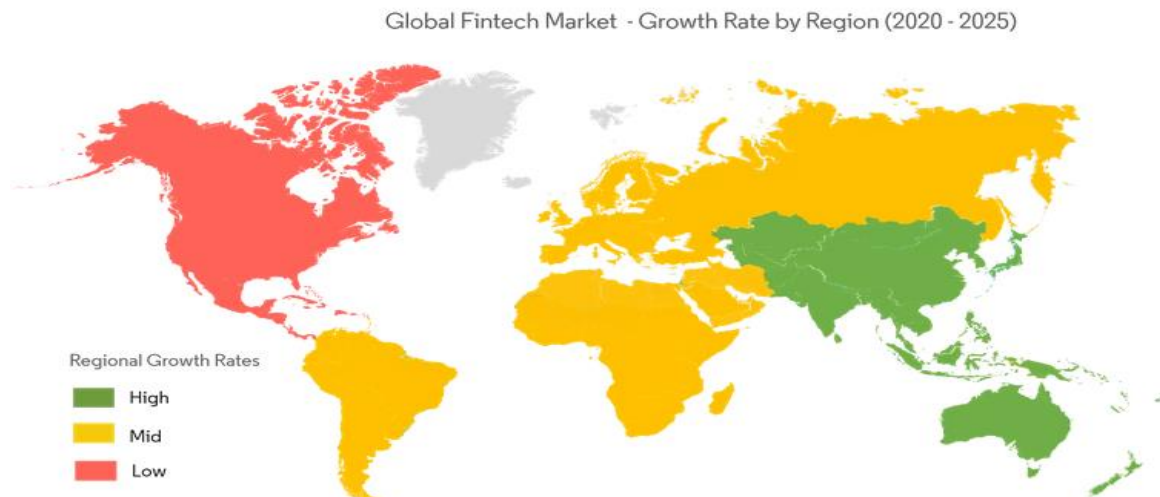 Global Fintech Market - Growth Rate by Region (2020 - 2025)
Regional Growth Rates
High
Mid
Low